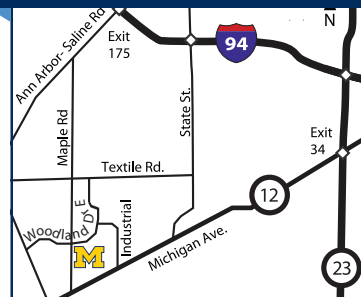 N
Ann Arbor- Saline Rd
Exit
175
94
Maple Rd
State St.
Exit
34
Textile Rd.
12
Woodland Dr E
Industrial
Michigan Ave.
M
23